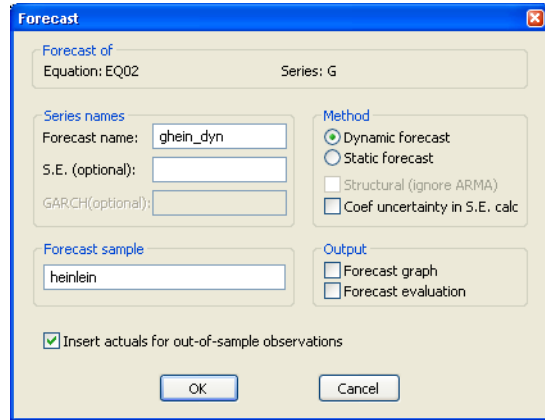 Forecast
Forecast of
Equation: EQ02 Series: G
Series names
Forecast name: ghein_dyn
S.E. (optional):
GARCH(optional):
Method
Dynamic forecast
Static forecast
Structural (ignore ARMA)
Coef uncertainty in S.E. calc
Forecast sample
heinlein
Output
Forecast graph
Forecast evaluation
Insert actuals for out-of-sample observations
OK Cancel